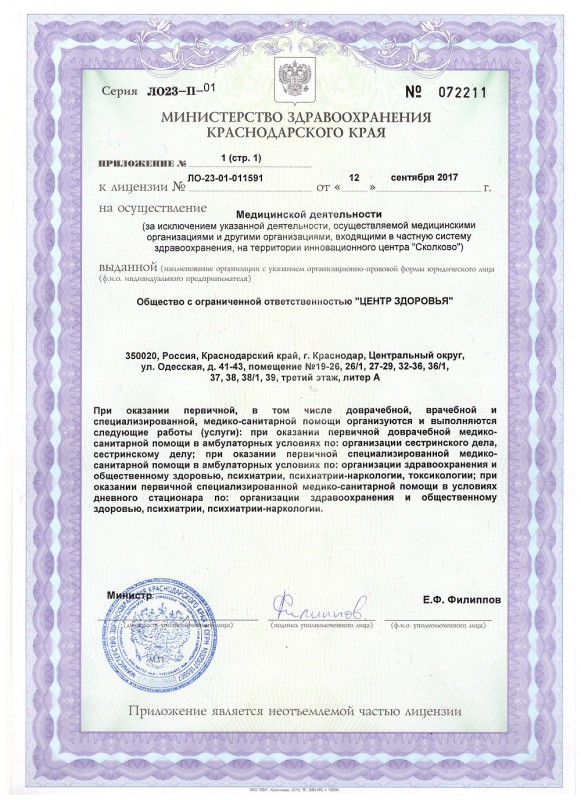 Серия ЛО23-П-01 № 072211
МИНИСТЕРСТВО ЗДРАВООХРАНЕНИЯ
КРАСНОДАРСКОГО КРАЯ
ПРИЛОЖЕНИЕ № 1 (стр. 1)
к лицензии № ЛО-23-01-011591 от « 12 » сентября 2017 г.
на осуществление
Медицинской деятельности
(за исключением указанной деятельности, осуществляемой медицинскими
организациями и другими организациями, входящими в частную систему
здравоохранения, на территории инновационного центра "Сколково")
выданной (наименование организации с указанием организационно-правовой формы юридического лица
(ф.и.о. индивидуального предпринимателя)
Общество с ограниченной ответственностью "ЦЕНТР ЗДОРОВЬЯ"
350020, Россия, Краснодарский край, г. Краснодар, Центральный округ,
ул. Одесская, д. 41-43, помещение №19-26, 26/1, 27-29, 32-36, 36/1,
37, 38, 38/1, 39, третий этаж, литер А
При оказании первичной, в том числе доврачебной, врачебной и
специализированной, медико-санитарной помощи организуются и выполняются
следующие работы (услуги): при оказании первичной доврачебной медико-
санитарной помощи в амбулаторных условиях по: организации сестринского дела,
сестринскому делу; при оказании первичной специализированной медико-
санитарной помощи в амбулаторных условиях по: организации здравоохранения и
общественному здоровью, психиатрии, психиатрии-наркологии, токсикологии; при
оказании первичной специализированной медико-санитарной помощи в условиях
дневного стационара по: организации здравоохранения и общественному
здоровью, психиатрии, психиатрии-наркологии.
Министр Филиппов Е.Ф. Филиппов
(должность уполномоченного лица) (подпись уполномоченного лица) (ф.и.о. уполномоченного лица)
М.П.
Приложение является неотъемлемой частью лицензии